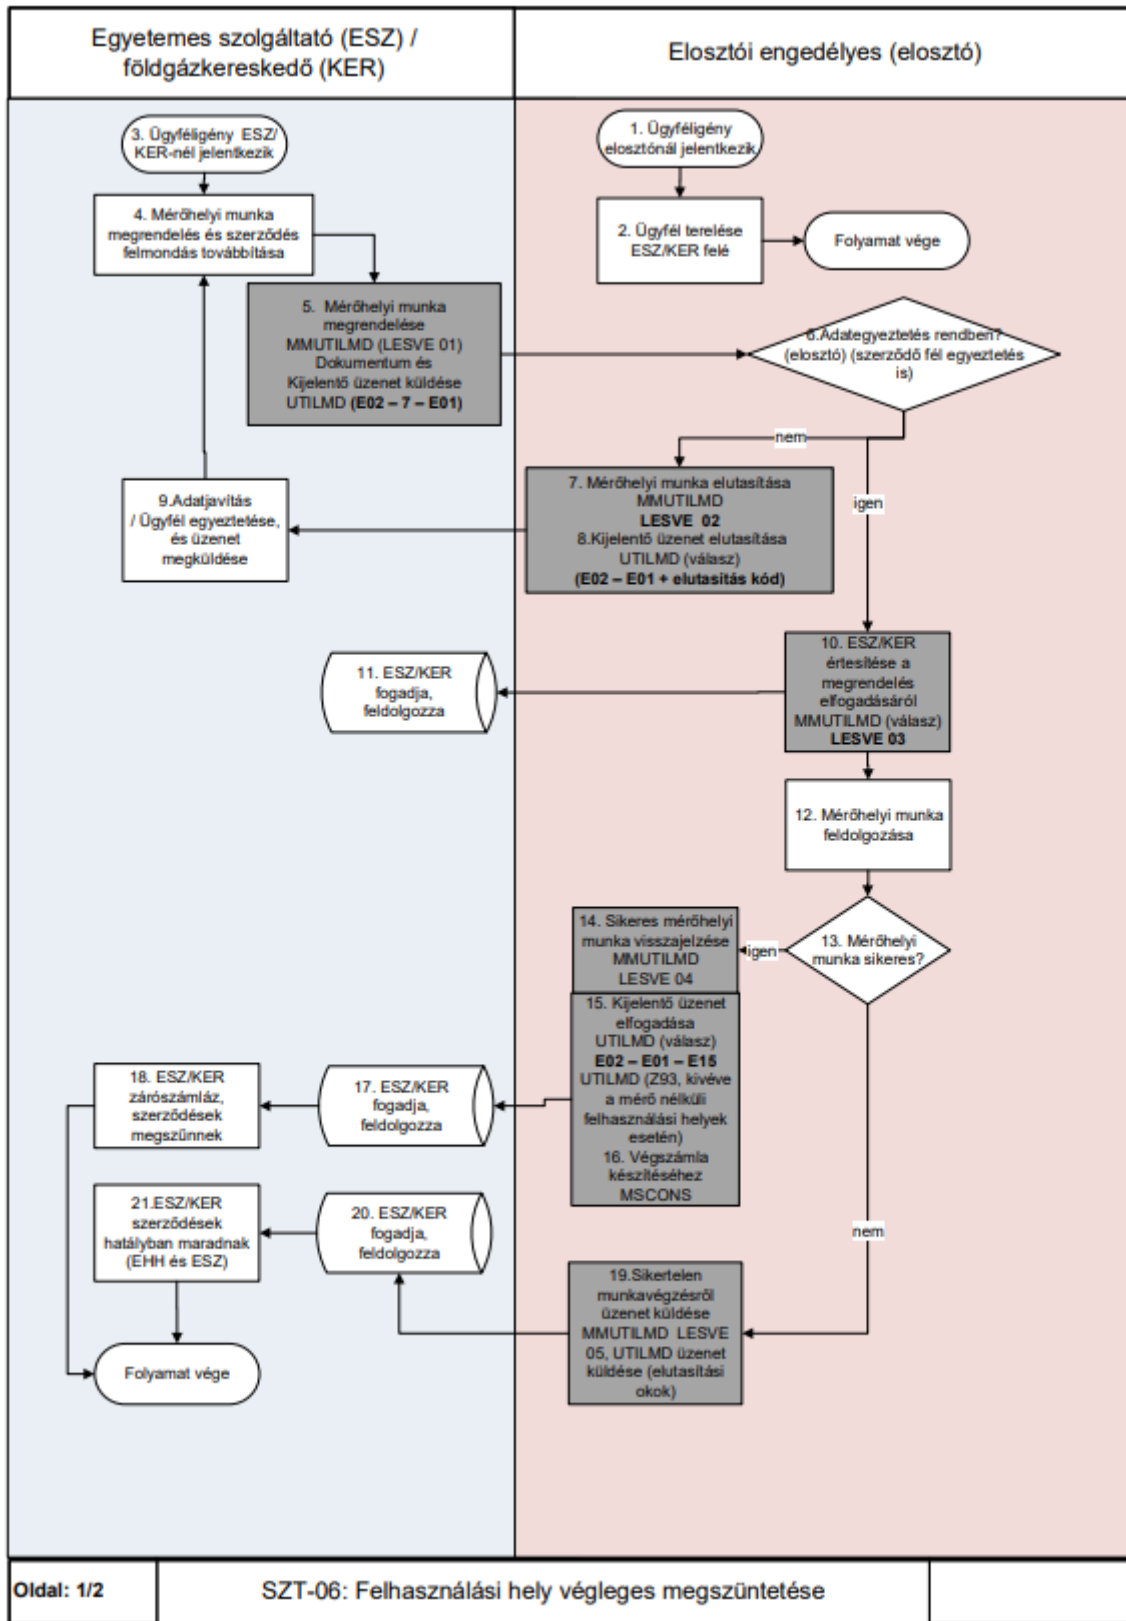 Egyetemes szolgáltató (ESZ) /
földgázkereskedő (KER)
Elosztói engedélyes (elosztó)
3. Ügyféligény ESZ/
KER-nél jelentkezik
1. Ügyféligény
elosztónál jelentkezik
4. Mérőhelyi munka
megrendelés és szerződés
felmondás továbbítása
2. Ügyfél terelése
ESZ/KER felé
Folyamat vége
5. Mérőhelyi munka
megrendelése
MMUTILMD (LESVE 01)
Dokumentum és
Kijelentő üzenet küldése
UTILMD (E02 – 7 – E01)
6.Adategyeztetés rendben?
(elosztó) (szerződő fél egyeztetés
is)
nem
igen
7. Mérőhelyi munka elutasítása
MMUTILMD
LESVE 02
8.Kijelentő üzenet elutasítása
UTILMD (válasz)
(E02 – E01 + elutasítás kód)
9.Adatjavítás
/ Ügyfél egyeztetése,
és üzenet
megküldése
10. ESZ/KER
értesítése a
megrendelés
elfogadásáról
MMUTILMD (válasz)
LESVE 03
11. ESZ/KER
fogadja,
feldolgozza
12. Mérőhelyi munka
feldolgozása
13. Mérőhelyi
munka sikeres?
igen
14. Sikeres mérőhelyi
munka visszajelzése
MMUTILMD
LESVE 04
15. Kijelentő üzenet
elfogadása
UTILMD (válasz)
E02 – E01 – E15
UTILMD (Z93, kivéve
a mérő nélküli
felhasználási helyek
esetén)
16. Végszámla
készítéséhez
MSCONS
17. ESZ/KER
fogadja,
feldolgozza
18. ESZ/KER
zárószámláz,
szerződések
megszűnnek
nem
19.Sikertelen
munkavégzésről
üzenet küldése
MMUTILMD LESVE
05, UTILMD üzenet
küldése (elutasítási
okok)
20. ESZ/KER
fogadja,
feldolgozza
21.ESZ/KER
szerződések
hatályban maradnak
(EHH és ESZ)
Folyamat vége
Oldal: 1/2
SZT-06: Felhasználási hely végleges megszüntetése